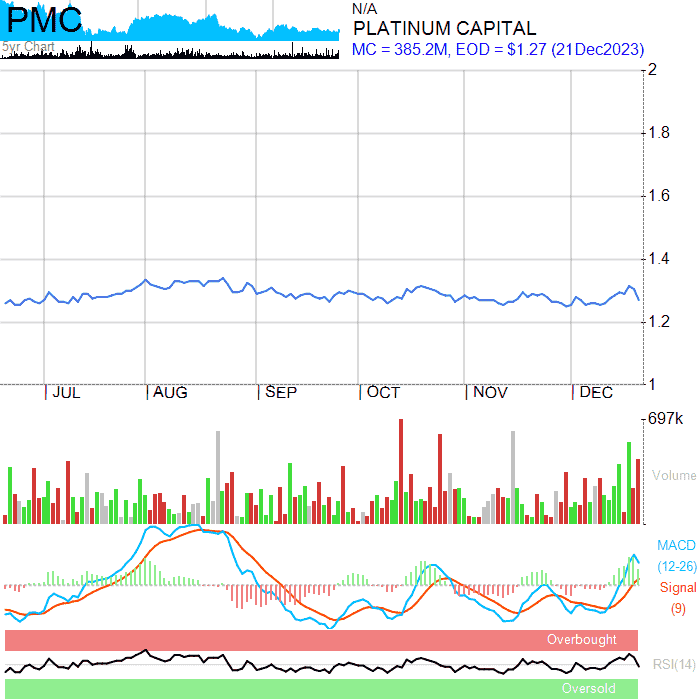 PMC
5yr Chart
N/A
PLATINUM CAPITAL
MC = 385.2M, EOD = $1.27 (21Dec2023)
2
1.8
1.6
1.4
1.2
1
JUL AUG SEP OCT NOV DEC
697k
Volume
MACD
(12-26)
Signal
(9)
Overbought
RSI(14)
Oversold